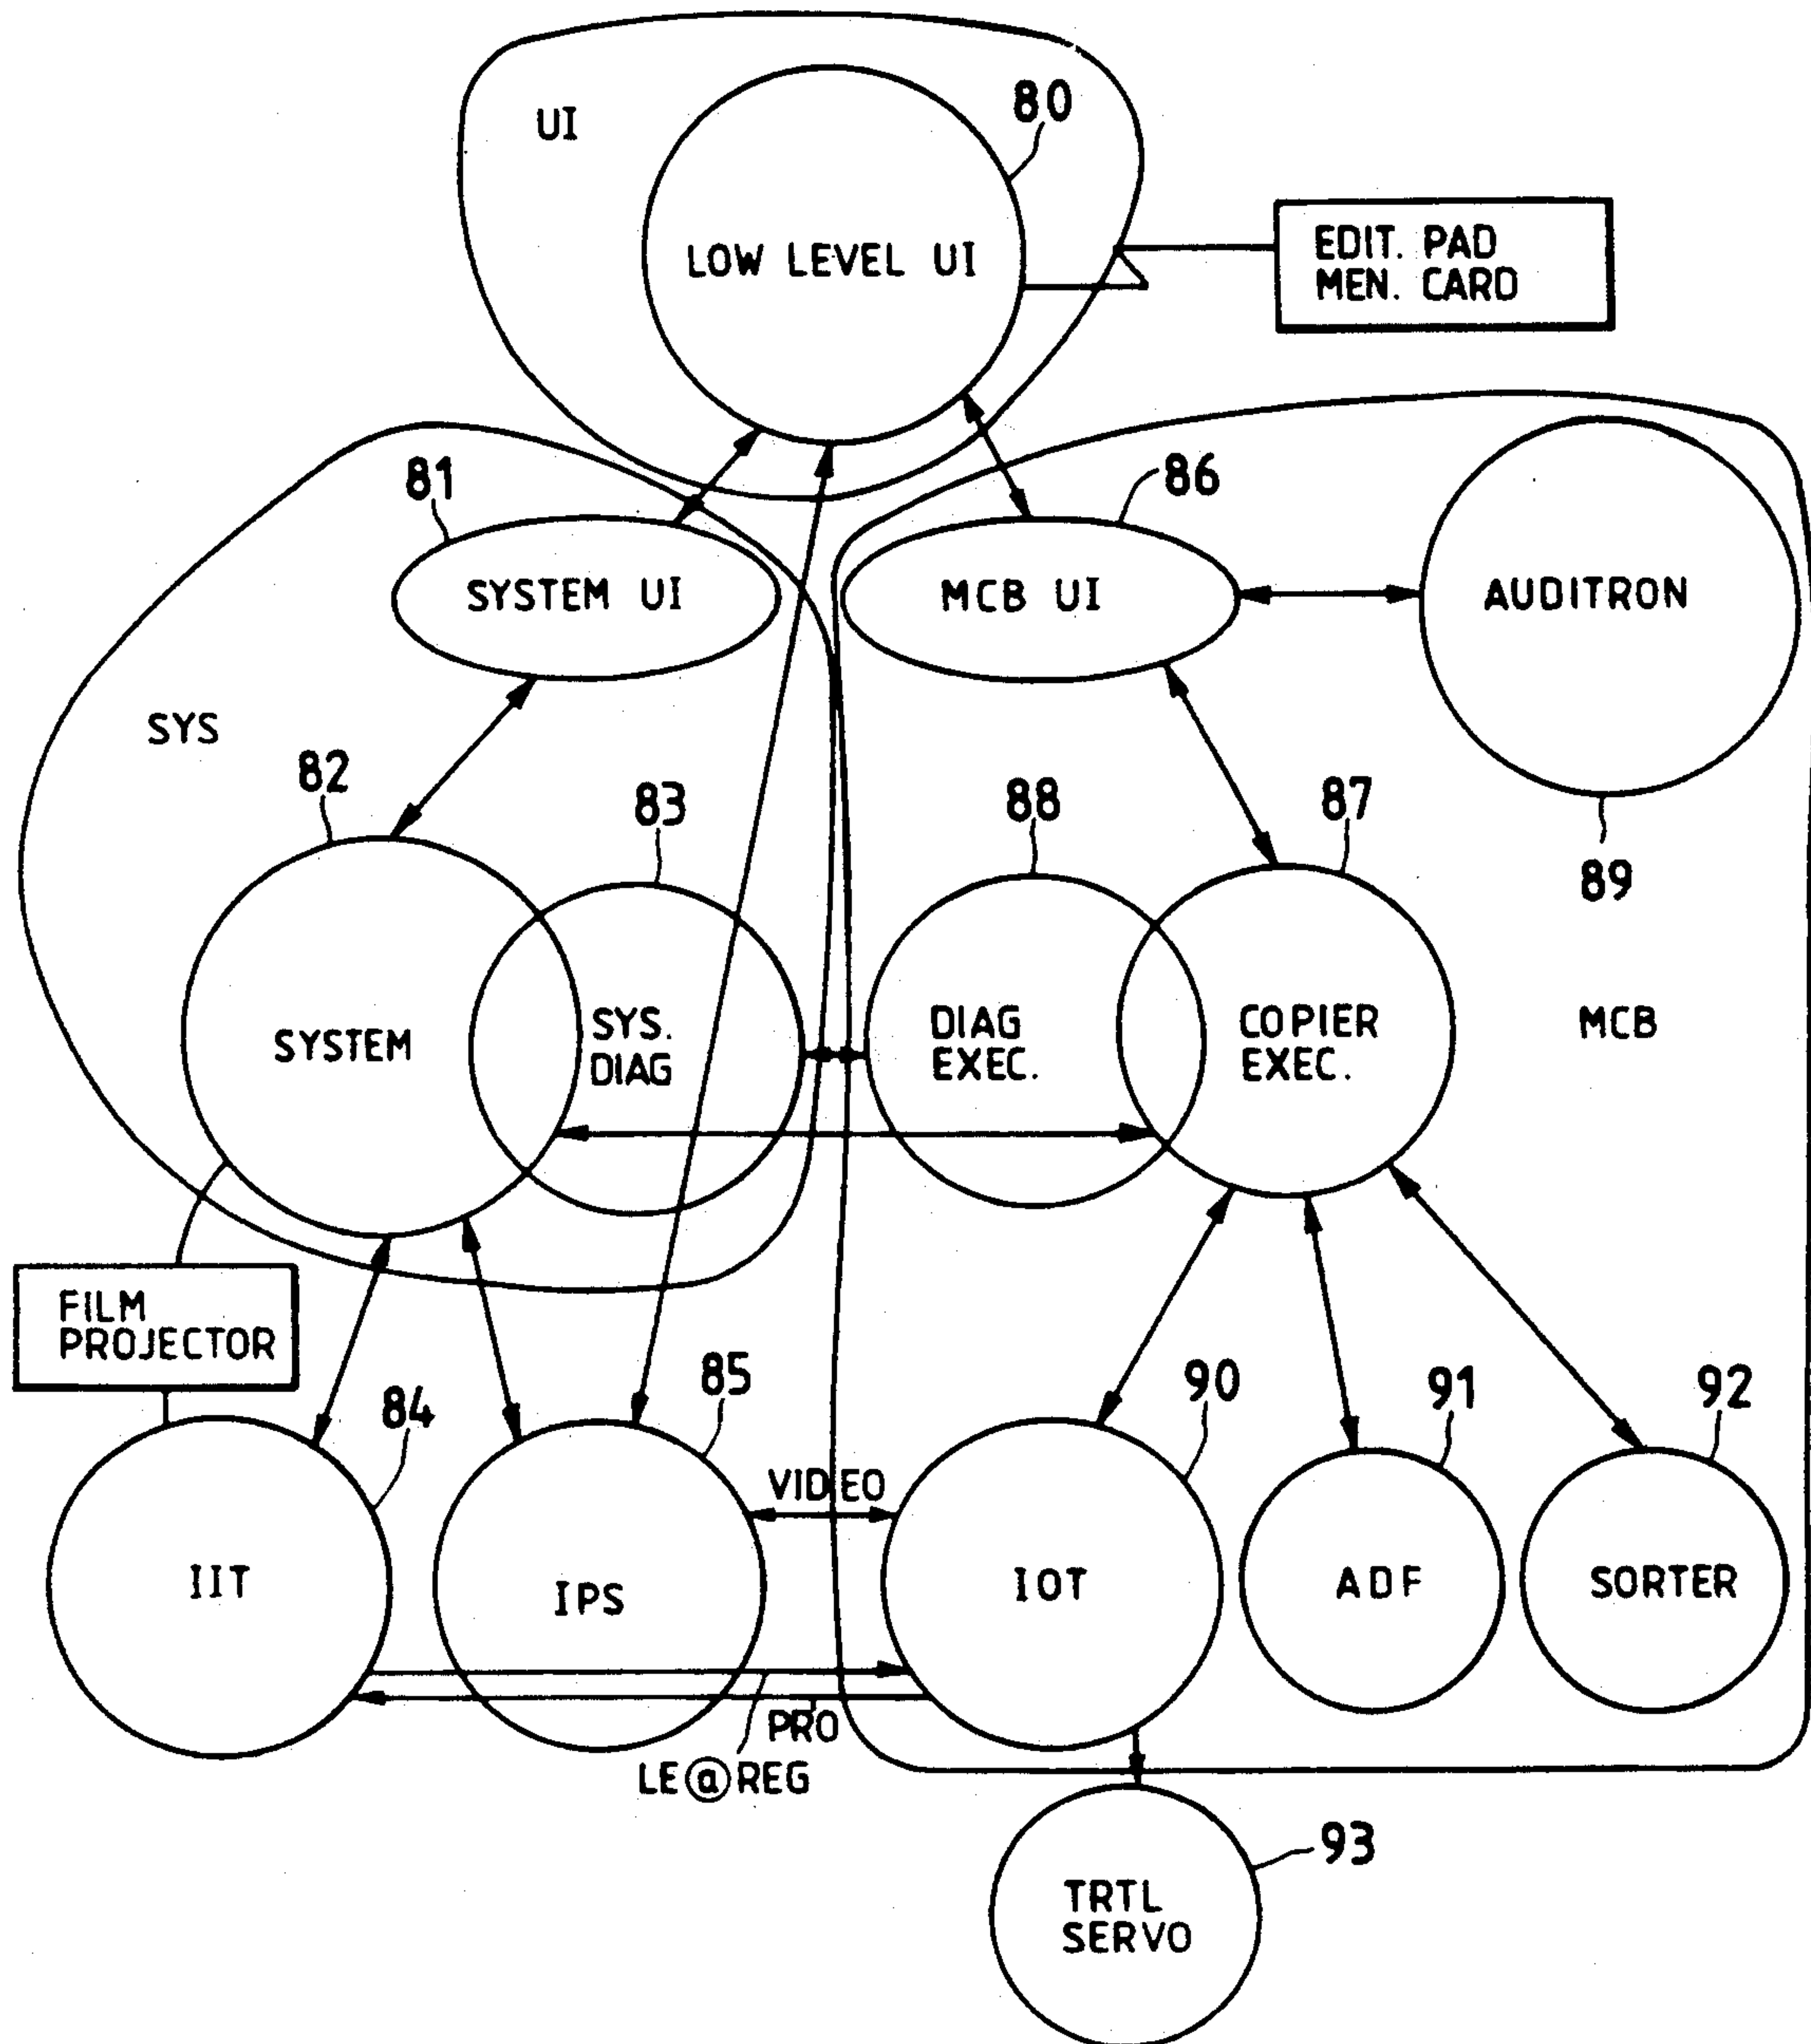 UI
80
LOW LEVEL UI
EDIT. PAD
MEN. CARD
81
86
SYSTEM UI
MCB UI
AUDITRON
SYS
82
83
88
87
89
SYSTEM
SYS.
DIAG
DIAG
EXEC.
COPIER
EXEC.
MCB
FILM
PROJECTOR
84
85
90
91
92
VIDEO
IIT
IPS
IOT
ADF
SORTER
PRO
LE@REG
93
TRTL
SERVO